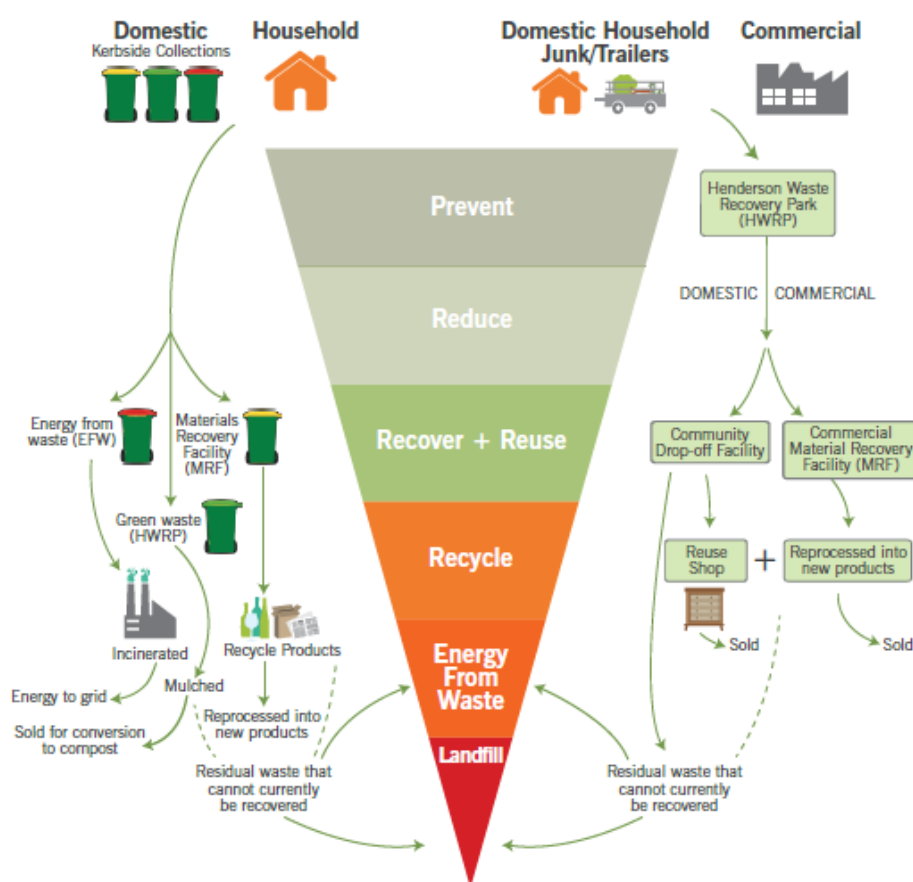 Domestic
Kerbside Collections
Household
Domestic Household
Junk/Trailers
Commercial
Prevent
Henderson Waste
Recovery Park
(HWRP)
DOMESTIC
COMMERCIAL
Reduce
Energy from
waste (EFW)
Materials
Recovery
Facility
(MRF)
Recover + Reuse
Community
Drop-off Facility
Commercial
Material Recovery
Facility (MRF)
Green waste
(HWRP)
Recycle
Reuse
Shop
+
Reprocessed into
new products
Incinerated
Recycle Products
Sold
Sold
Energy
From
Waste
Mulched
Energy to grid
Reprocessed into
new products
Sold for conversion
to compost
Landfill
Residual waste that
cannot currently
be recovered
Residual waste that
cannot currently
be recovered